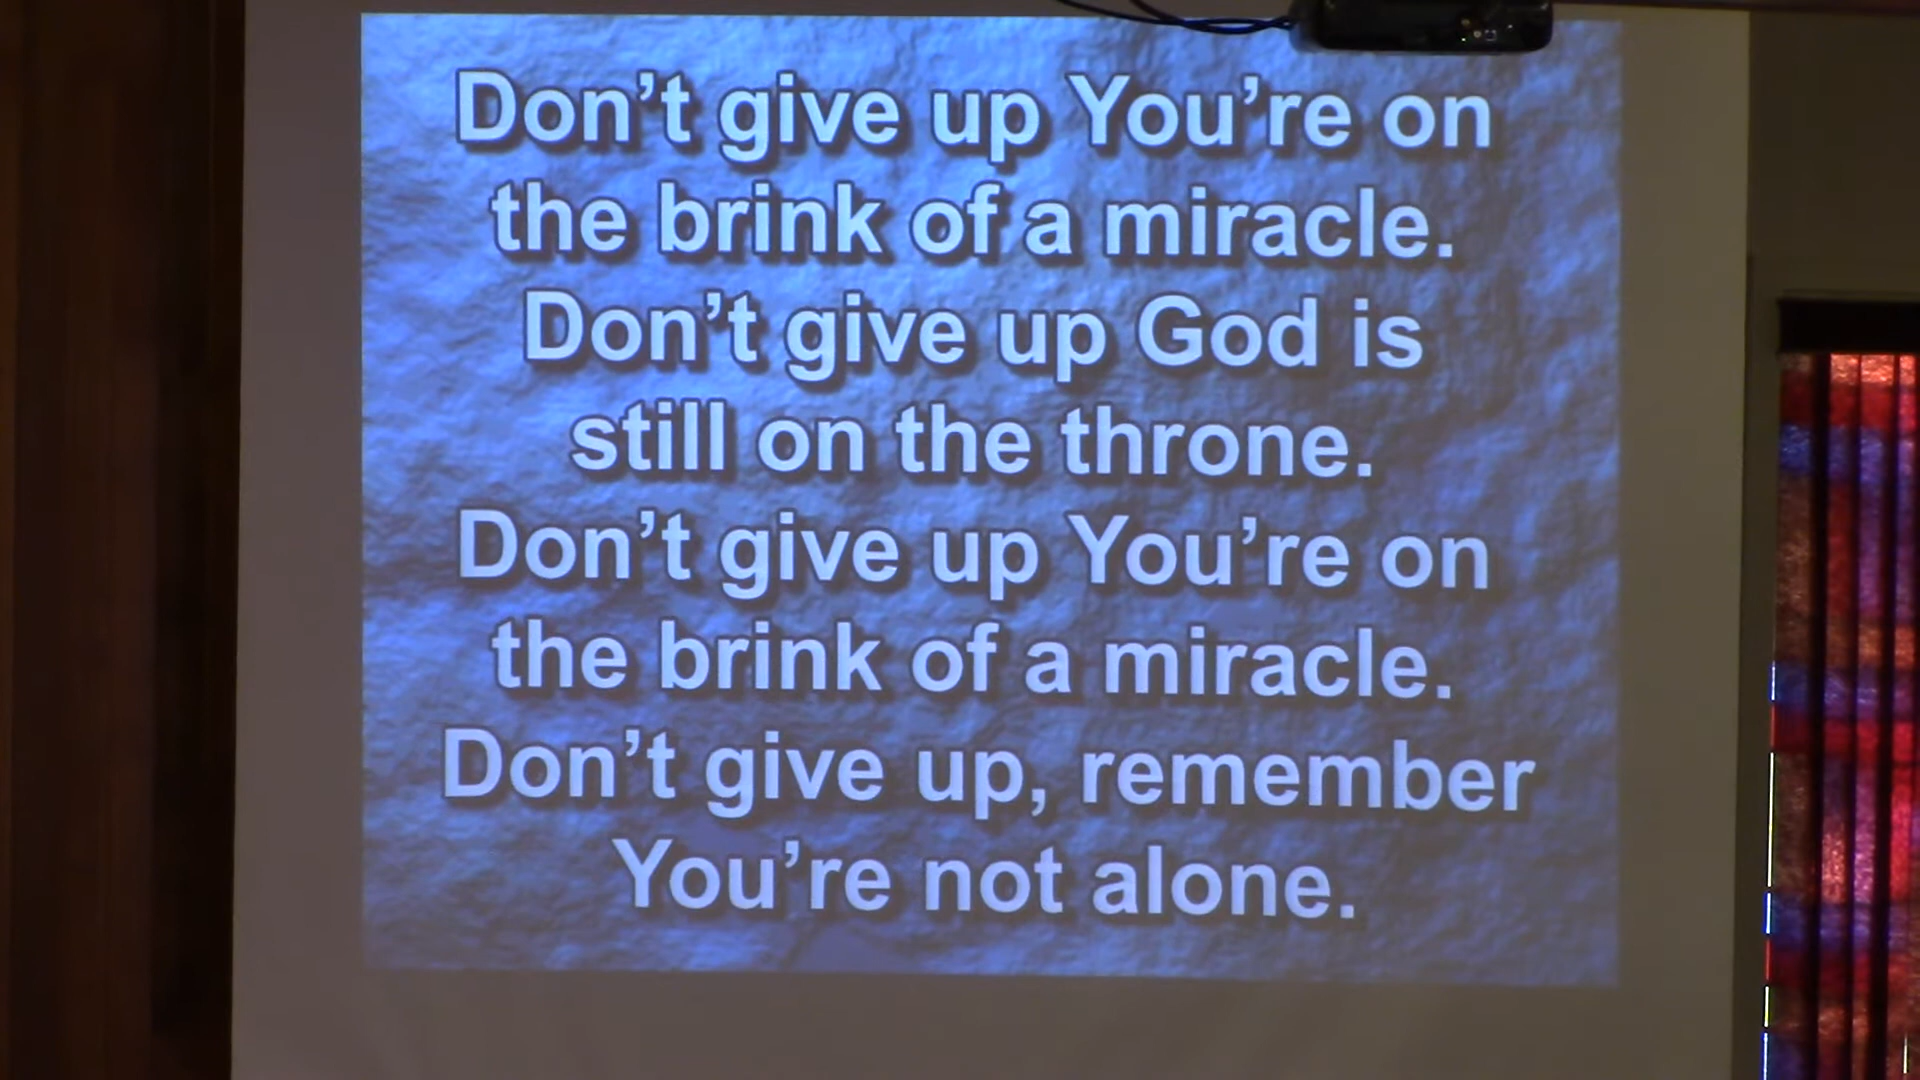 Don’t give up You’re on
the brink of a miracle.
Don’t give up God is
still on the throne.
Don’t give up You’re on
the brink of a miracle.
Don’t give up, remember
You’re not alone.